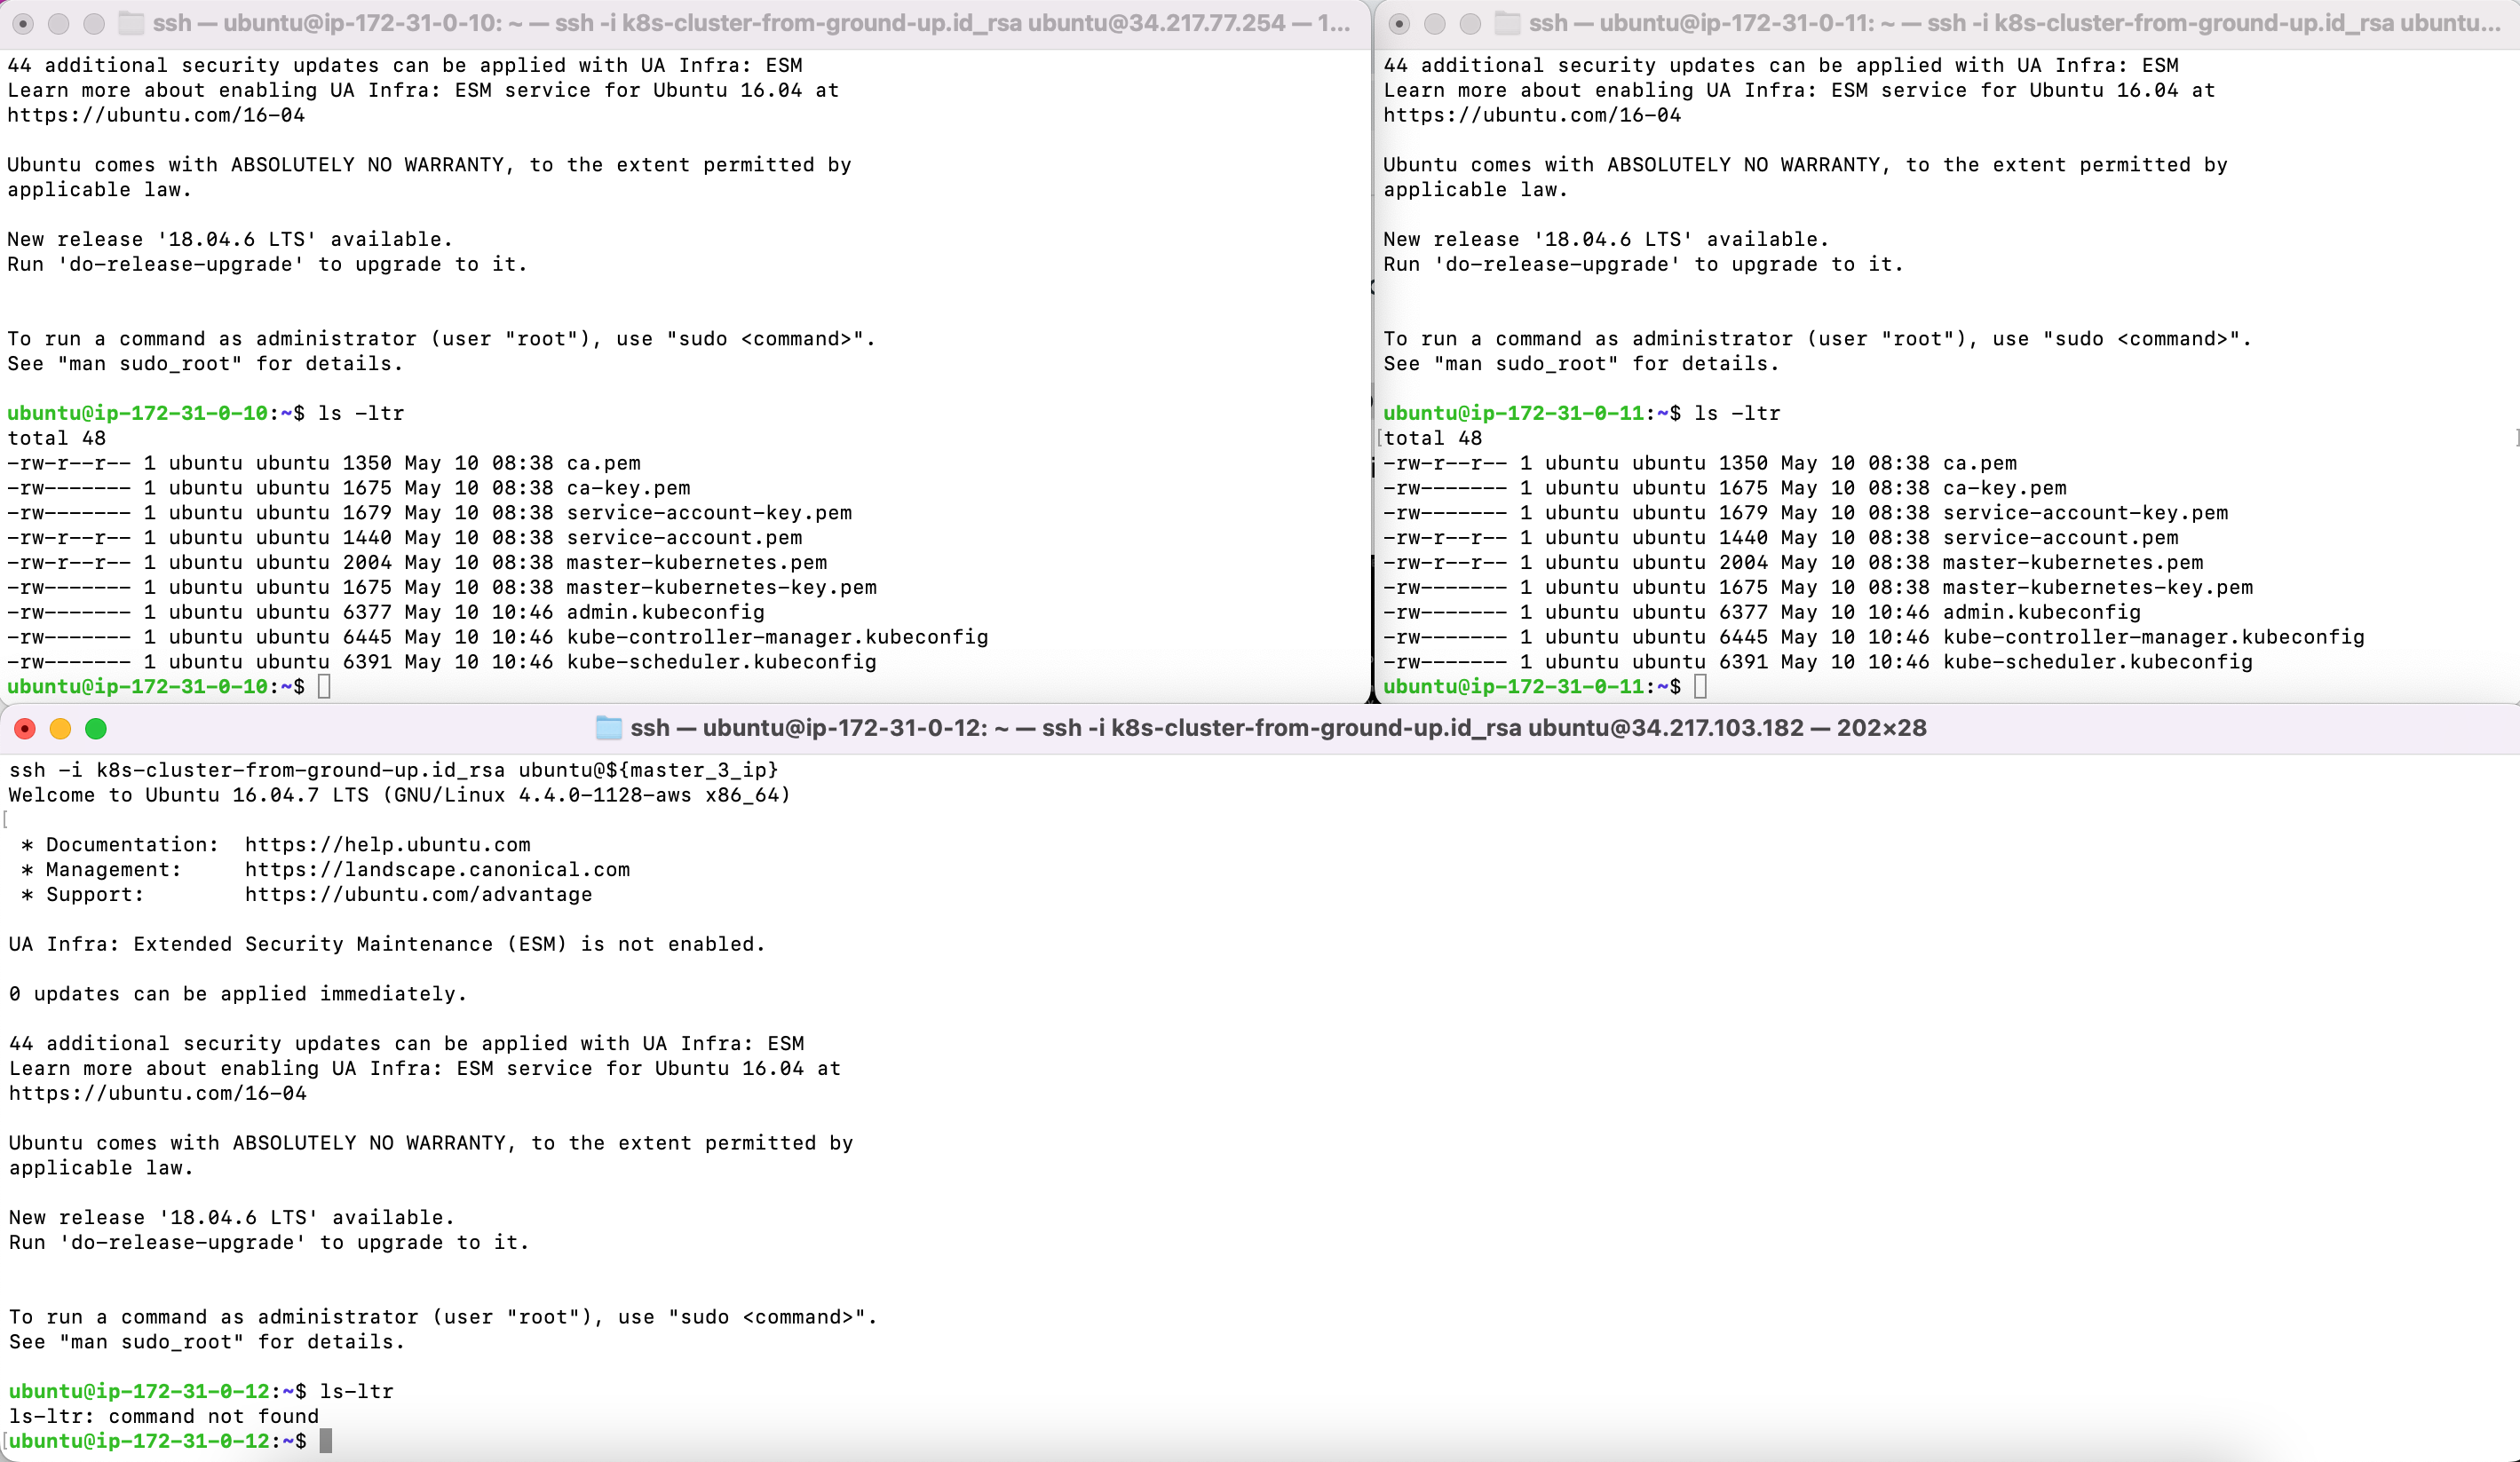 ssh — ubuntu@ip-172-31-0-10: ~ — ssh -i k8s-cluster-from-ground-up.id_rsa ubuntu@34.217.77.254 — 1...
44 additional security updates can be applied with UA Infra: ESM
Learn more about enabling UA Infra: ESM service for Ubuntu 16.04 at
https://ubuntu.com/16-04
Ubuntu comes with ABSOLUTELY NO WARRANTY, to the extent permitted by
applicable law.
New release '18.04.6 LTS' available.
Run 'do-release-upgrade' to upgrade to it.
To run a command as administrator (user "root"), use "sudo <command>".
See "man sudo_root" for details.
ubuntu@ip-172-31-0-10:~$ ls -ltr
total 48
-rw-r--r-- 1 ubuntu ubuntu 1350 May 10 08:38 ca.pem
-rw------- 1 ubuntu ubuntu 1675 May 10 08:38 ca-key.pem
-rw------- 1 ubuntu ubuntu 1679 May 10 08:38 service-account-key.pem
-rw-r--r-- 1 ubuntu ubuntu 1440 May 10 08:38 service-account.pem
-rw-r--r-- 1 ubuntu ubuntu 2004 May 10 08:38 master-kubernetes.pem
-rw------- 1 ubuntu ubuntu 1675 May 10 08:38 master-kubernetes-key.pem
-rw------- 1 ubuntu ubuntu 6377 May 10 10:46 admin.kubeconfig
-rw------- 1 ubuntu ubuntu 6445 May 10 10:46 kube-controller-manager.kubeconfig
-rw------- 1 ubuntu ubuntu 6391 May 10 10:46 kube-scheduler.kubeconfig
ubuntu@ip-172-31-0-10:~$
ssh — ubuntu@ip-172-31-0-11: ~ — ssh -i k8s-cluster-from-ground-up.id_rsa ubuntu...
44 additional security updates can be applied with UA Infra: ESM
Learn more about enabling UA Infra: ESM service for Ubuntu 16.04 at
https://ubuntu.com/16-04
Ubuntu comes with ABSOLUTELY NO WARRANTY, to the extent permitted by
applicable law.
New release '18.04.6 LTS' available.
Run 'do-release-upgrade' to upgrade to it.
To run a command as administrator (user "root"), use "sudo <command>".
See "man sudo_root" for details.
ubuntu@ip-172-31-0-11:~$ ls -ltr
[total 48 ]
-rw-r--r-- 1 ubuntu ubuntu 1350 May 10 08:38 ca.pem
-rw------- 1 ubuntu ubuntu 1675 May 10 08:38 ca-key.pem
-rw------- 1 ubuntu ubuntu 1679 May 10 08:38 service-account-key.pem
-rw-r--r-- 1 ubuntu ubuntu 1440 May 10 08:38 service-account.pem
-rw-r--r-- 1 ubuntu ubuntu 2004 May 10 08:38 master-kubernetes.pem
-rw------- 1 ubuntu ubuntu 1675 May 10 08:38 master-kubernetes-key.pem
-rw------- 1 ubuntu ubuntu 6377 May 10 10:46 admin.kubeconfig
-rw------- 1 ubuntu ubuntu 6445 May 10 10:46 kube-controller-manager.kubeconfig
-rw------- 1 ubuntu ubuntu 6391 May 10 10:46 kube-scheduler.kubeconfig
ubuntu@ip-172-31-0-11:~$
ssh — ubuntu@ip-172-31-0-12: ~ — ssh -i k8s-cluster-from-ground-up.id_rsa ubuntu@34.217.103.182 — 202×28
ssh -i k8s-cluster-from-ground-up.id_rsa ubuntu@${master_3_ip}
Welcome to Ubuntu 16.04.7 LTS (GNU/Linux 4.4.0-1128-aws x86_64)
[
* Documentation:  https://help.ubuntu.com
* Management:     https://landscape.canonical.com
* Support:        https://ubuntu.com/advantage
UA Infra: Extended Security Maintenance (ESM) is not enabled.
0 updates can be applied immediately.
44 additional security updates can be applied with UA Infra: ESM
Learn more about enabling UA Infra: ESM service for Ubuntu 16.04 at
https://ubuntu.com/16-04
Ubuntu comes with ABSOLUTELY NO WARRANTY, to the extent permitted by
applicable law.
New release '18.04.6 LTS' available.
Run 'do-release-upgrade' to upgrade to it.
To run a command as administrator (user "root"), use "sudo <command>".
See "man sudo_root" for details.
ubuntu@ip-172-31-0-12:~$ ls-ltr
ls-ltr: command not found
[ubuntu@ip-172-31-0-12:~$